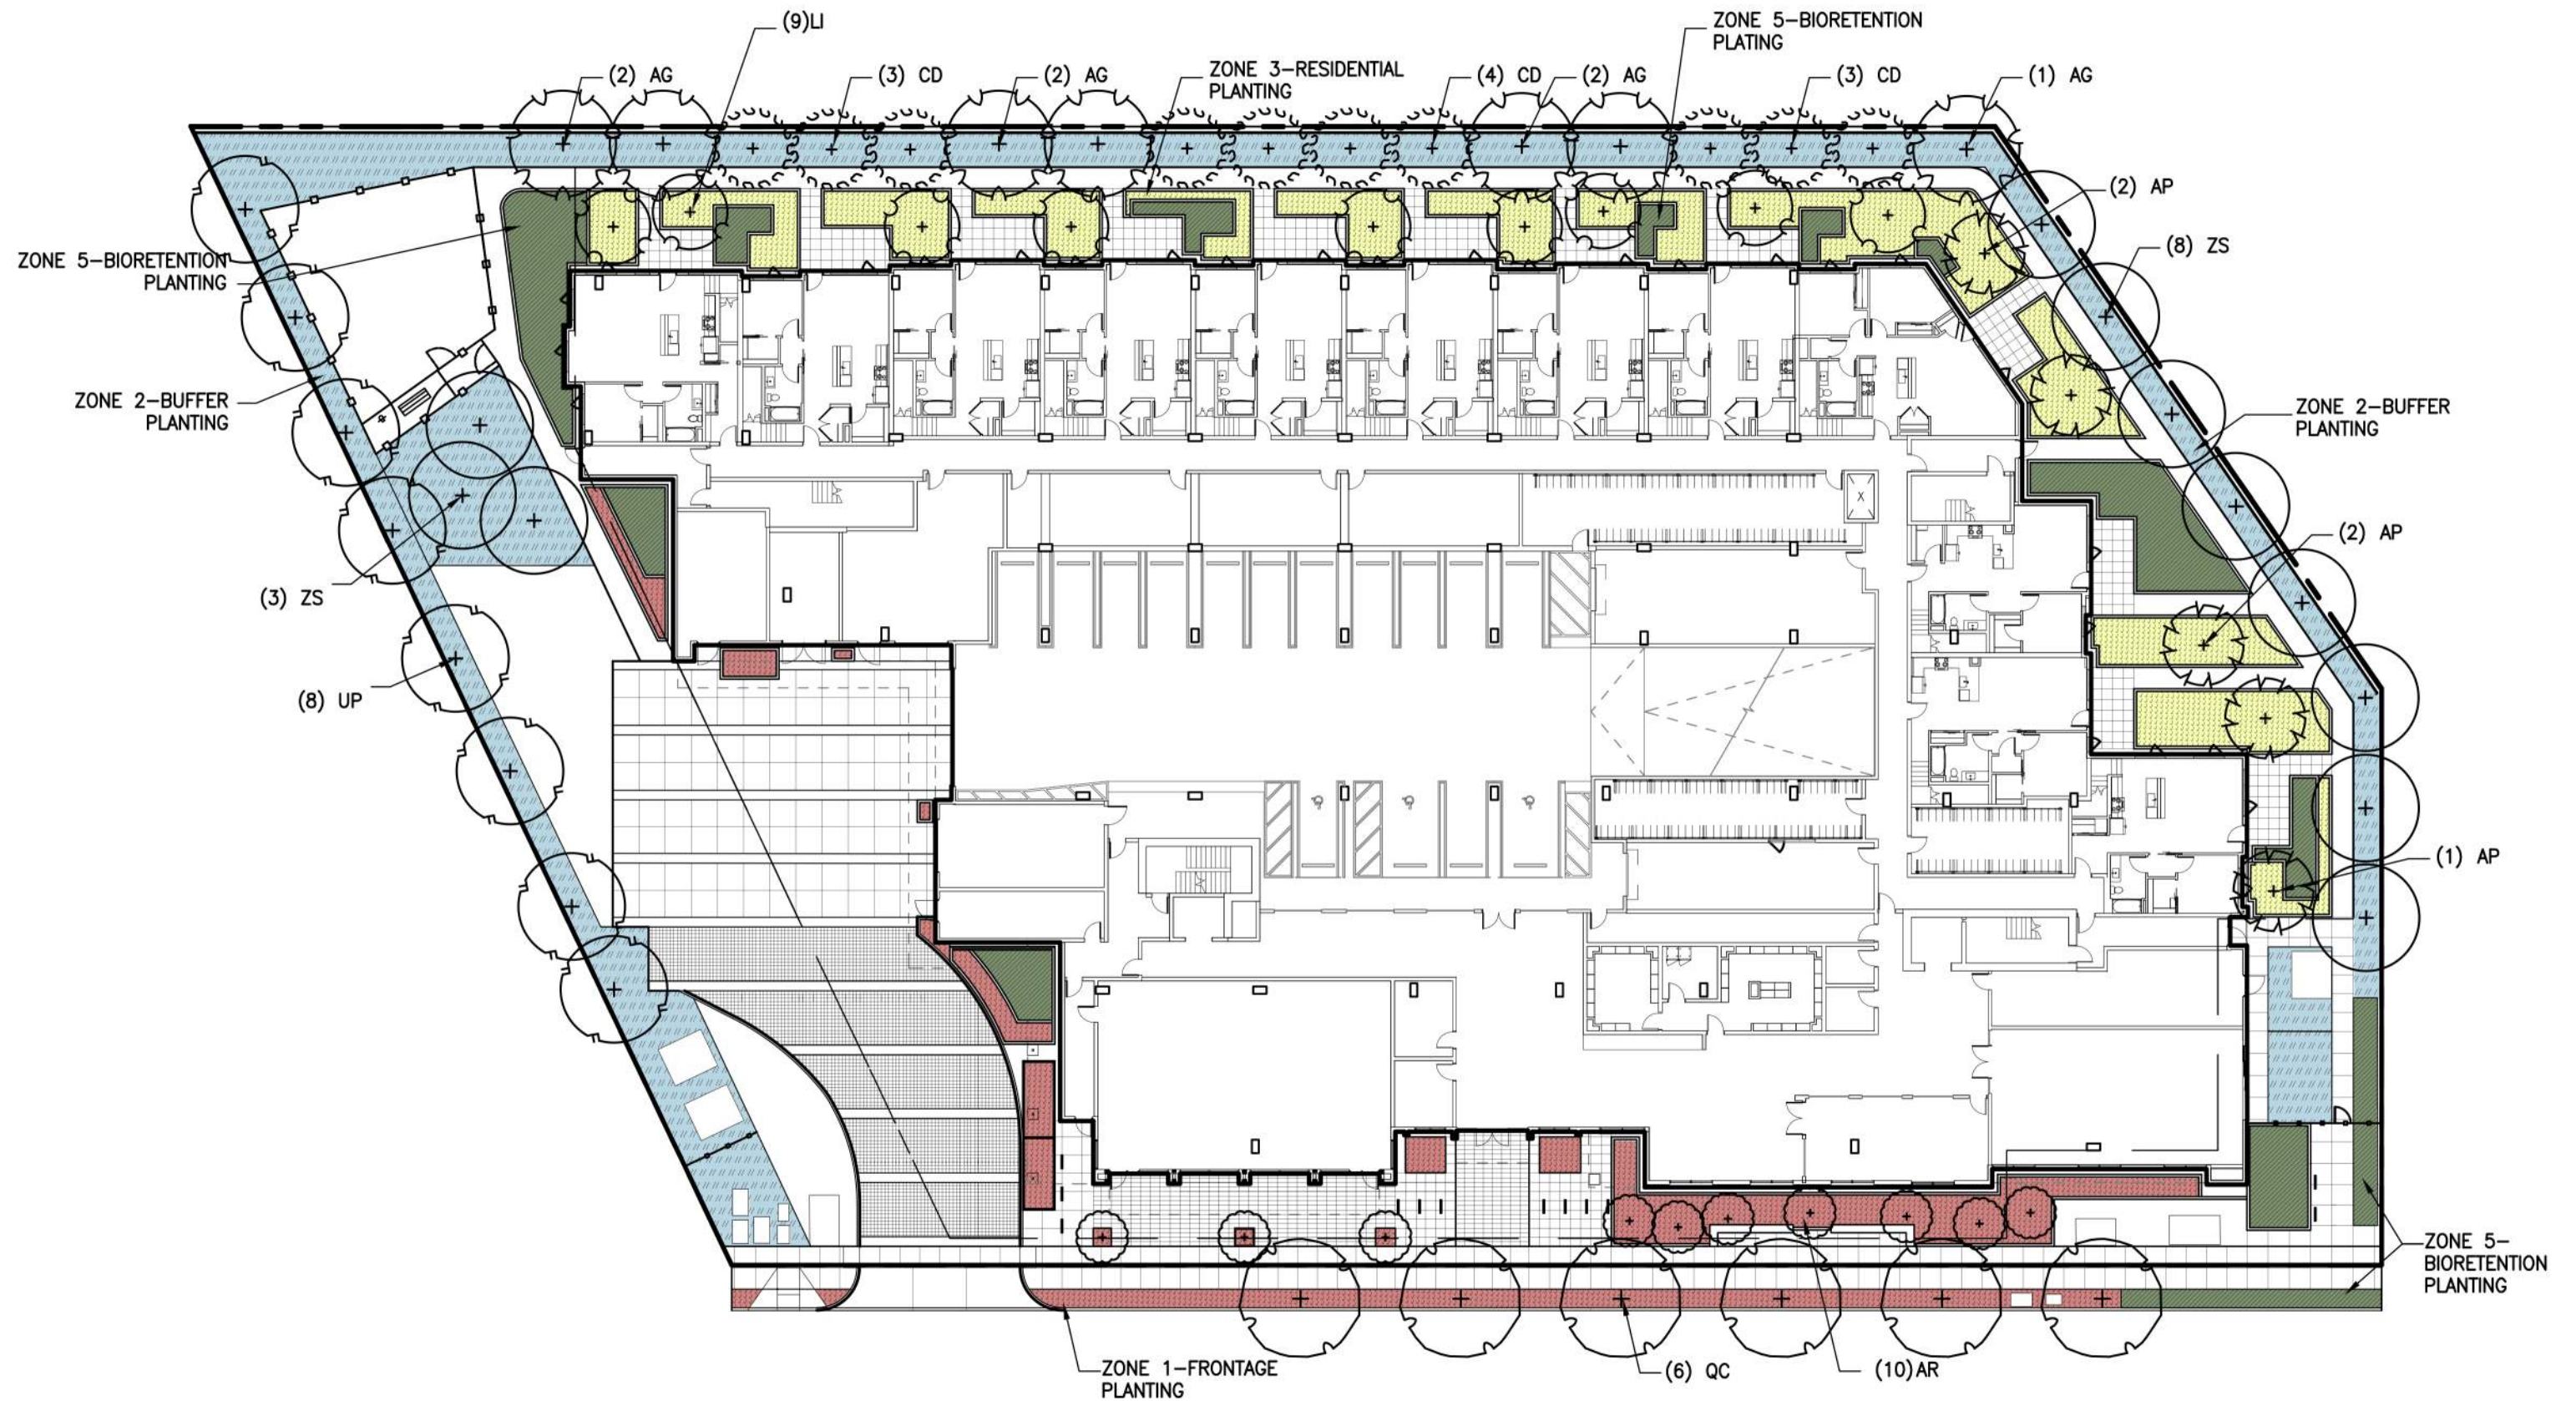 (9)LI
ZONE 5-BIORETENTION
PLATING
(2) AG
(3) CD
(2) AG
ZONE 3-RESIDENTIAL
PLANTING
(4) CD
(2) AG
(3) CD
(1) AG
(2) AP
(8) ZS
ZONE 5-BIORETENTION
PLANTING
ZONE 2-BUFFER
PLANTING
ZONE 2-BUFFER
PLANTING
X
(2) AP
(3) ZS
(8) UP
(1) AP
ZONE 5-
BIORETENTION
PLANTING
ZONE 1-FRONTAGE
PLANTING
(6) QC
(10)AR